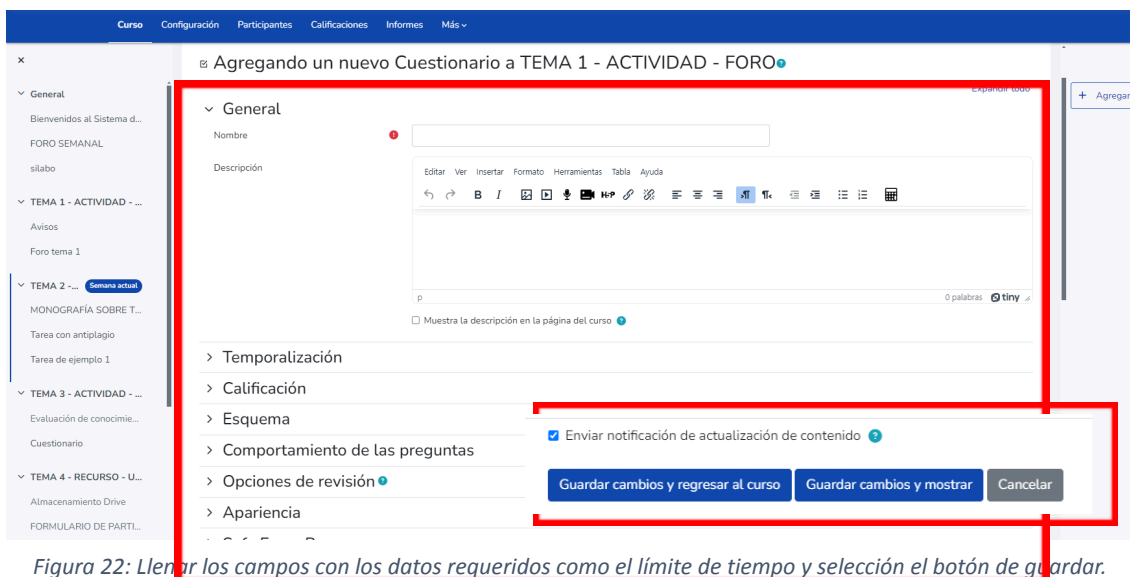 Curso Configuración Participantes Calificaciones Informes Más
Agregando un nuevo Cuestionario a TEMA 1 - ACTIVIDAD - FORO
Expandir todo
+ Agregar
General
Bienvenidos al Sistema d...
FORO SEMANAL
silabo
TEMA 1 - ACTIVIDAD - ...
Avisos
Foro tema 1
TEMA 2 -... Semana actual
MONOGRAFÍA SOBRE T...
Tarea con antiplagio
Tarea de ejemplo 1
TEMA 3 - ACTIVIDAD - ...
Evaluación de conocimie...
Cuestionario
TEMA 4 - RECURSO - U...
Almacenamiento Drive
FORMULARIO DE PARTI...
General
Nombre
Descripción
Editar Ver Insertar Formato Herramientas Tabla Ayuda
B I H-P
p 0 palabras tiny
Muestra la descripción en la página del curso
Temporalización
Calificación
Esquema
Comportamiento de las preguntas
Opciones de revisión
Apariencia
Enviar notificación de actualización de contenido
Guardar cambios y regresar al curso Guardar cambios y mostrar Cancelar
Figura 22: Llenar los campos con los datos requeridos como el límite de tiempo y selección el botón de guardar.